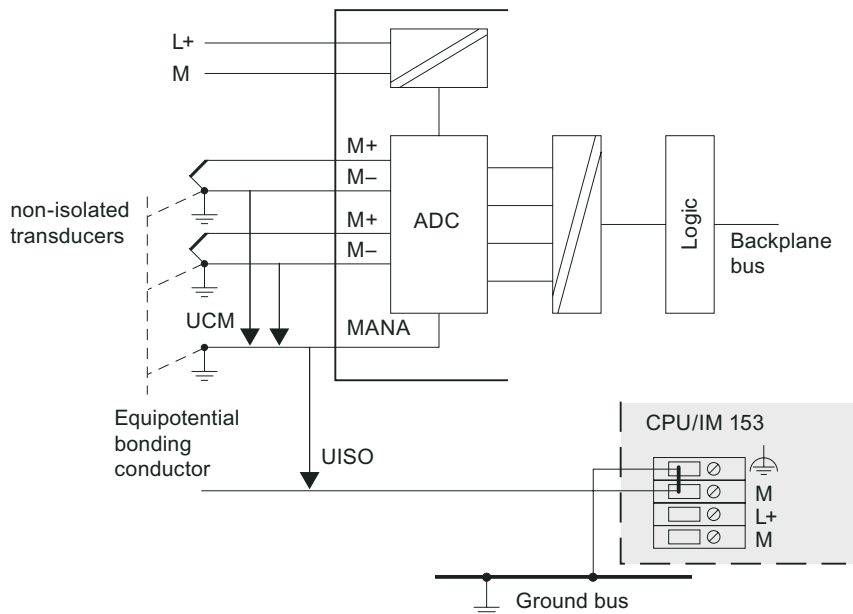 L+
M
M+
M–
M+
M–
ADC
Logic
Backplane
bus
non-isolated
transducers
UCM
MANA
Equipotential
bonding
conductor
UISO
CPU/IM 153
M
L+
M
Ground bus